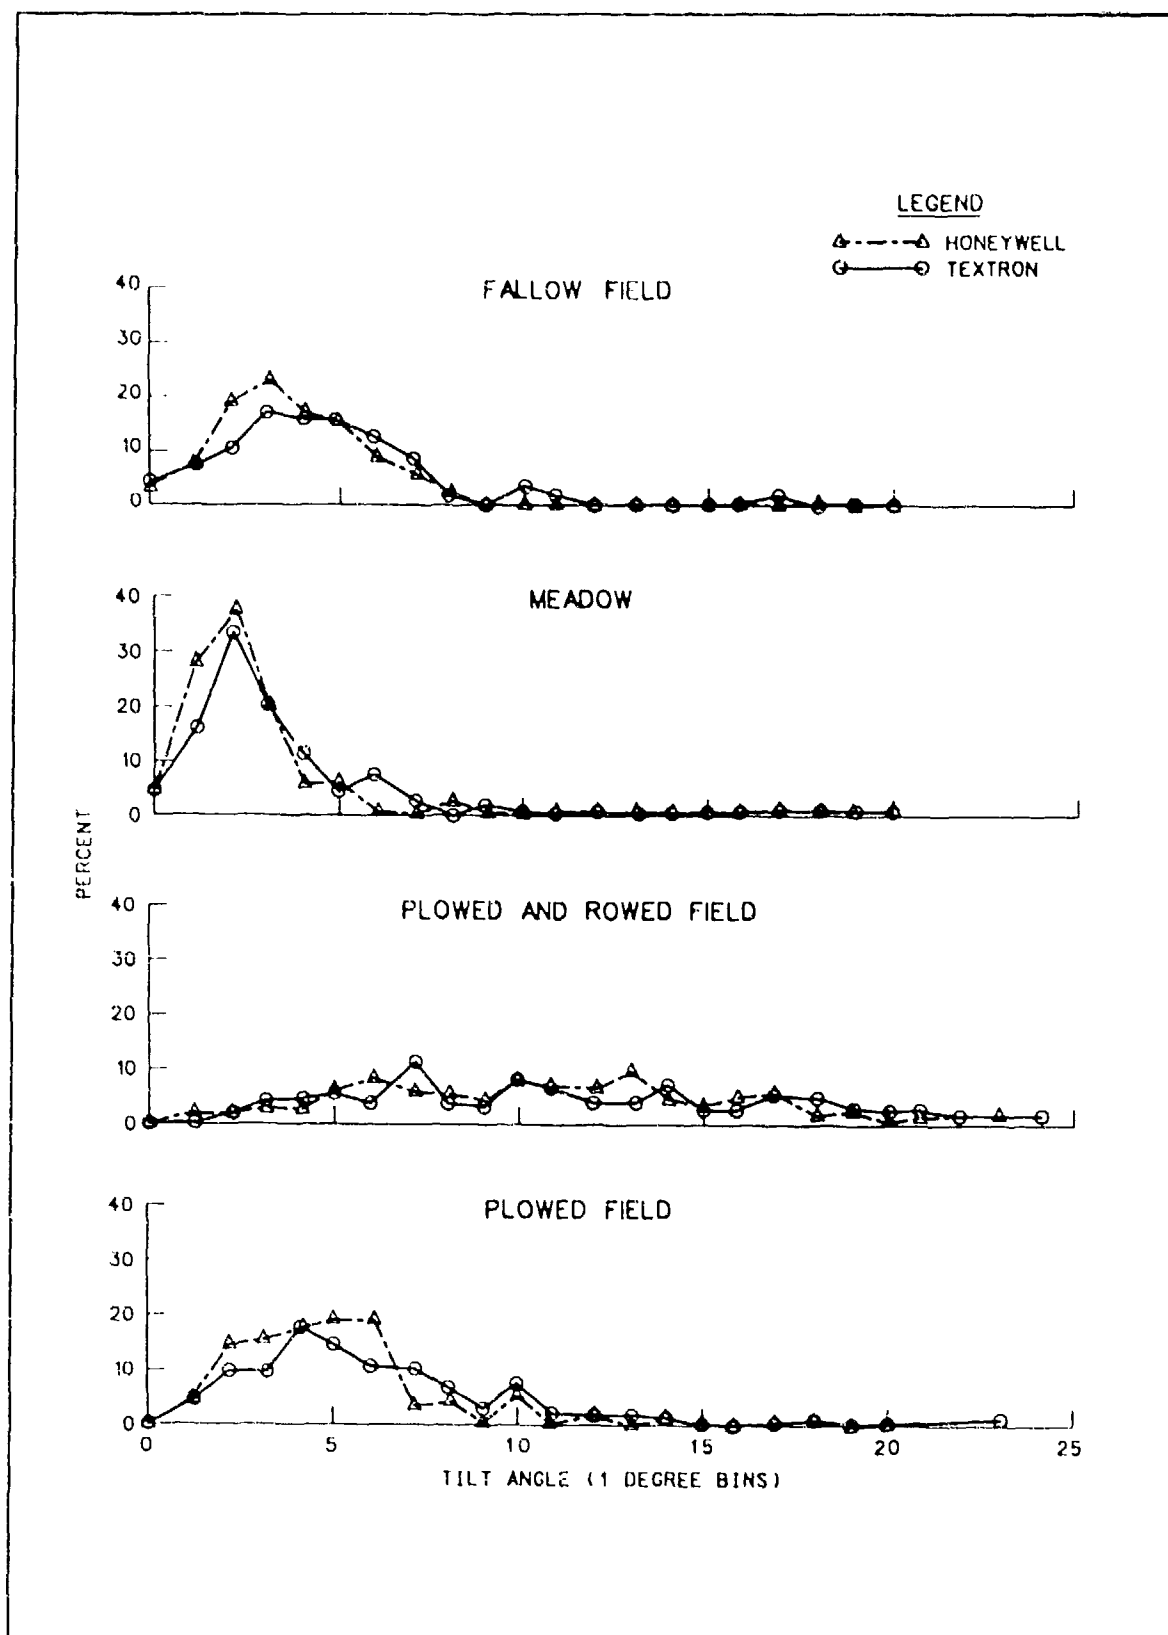 LEGEND
HONEYWELL
TEXTRON
FALLOW FIELD
40
30
20
10
0
MEADOW
40
30
20
10
0
PERCENT
PLOWED AND ROWED FIELD
40
30
20
10
0
PLOWED FIELD
40
30
20
10
0
0 5 10 15 20 25
TILT ANGLE (1 DEGREE BINS)